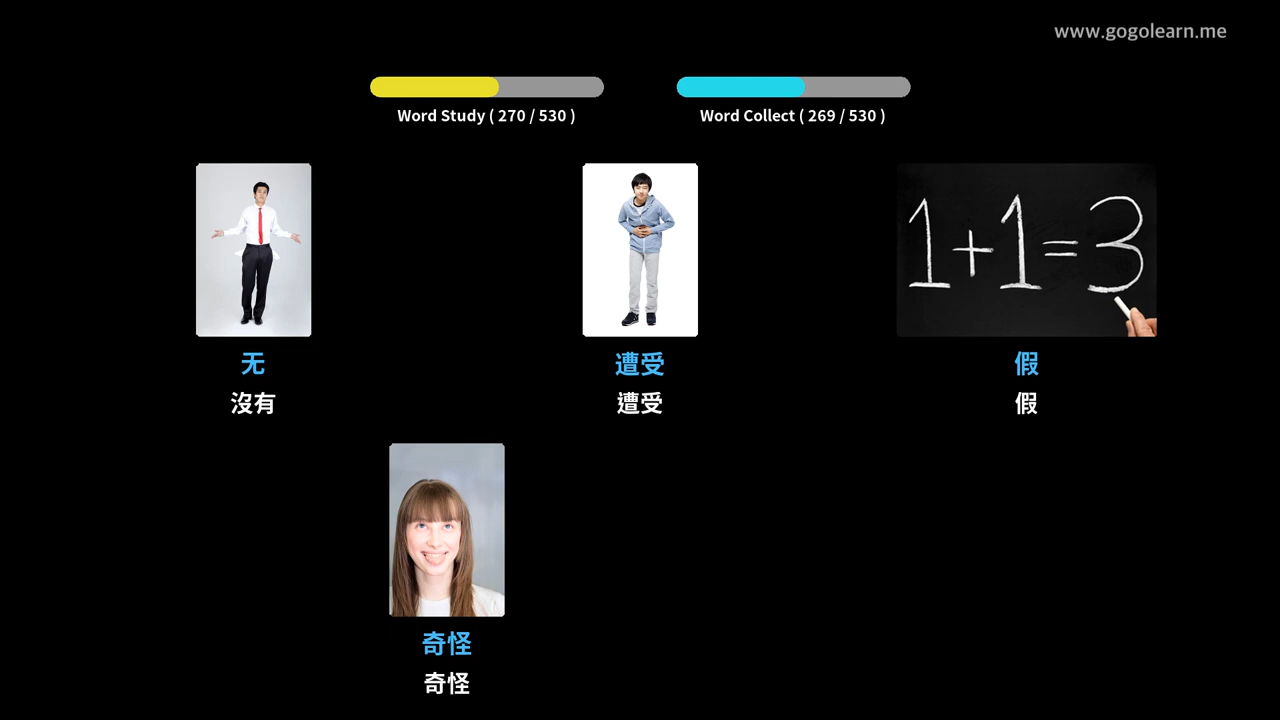 www.gogolearn.me
Word Study ( 270 / 530 )
Word Collect ( 269 / 530 )
1+1=3
无
沒有
遭受
遭受
假
假
奇怪
奇怪